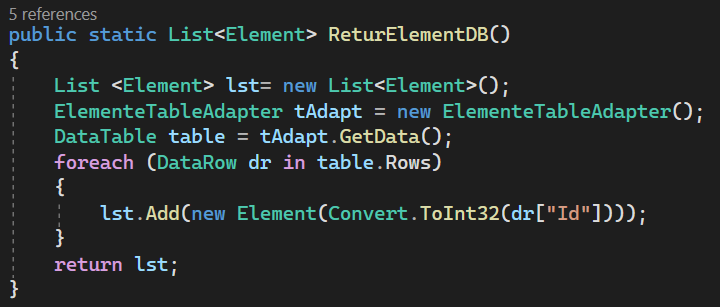 5 references
public static List<Element> ReturElementDB()
{
    List <Element> lst= new List<Element>();
    ElementeTableAdapter tAdapt = new ElementeTableAdapter();
    DataTable table = tAdapt.GetData();
    foreach (DataRow dr in table.Rows)
    {
        lst.Add(new Element(Convert.ToInt32(dr["Id"])));
    }
    return lst;
}